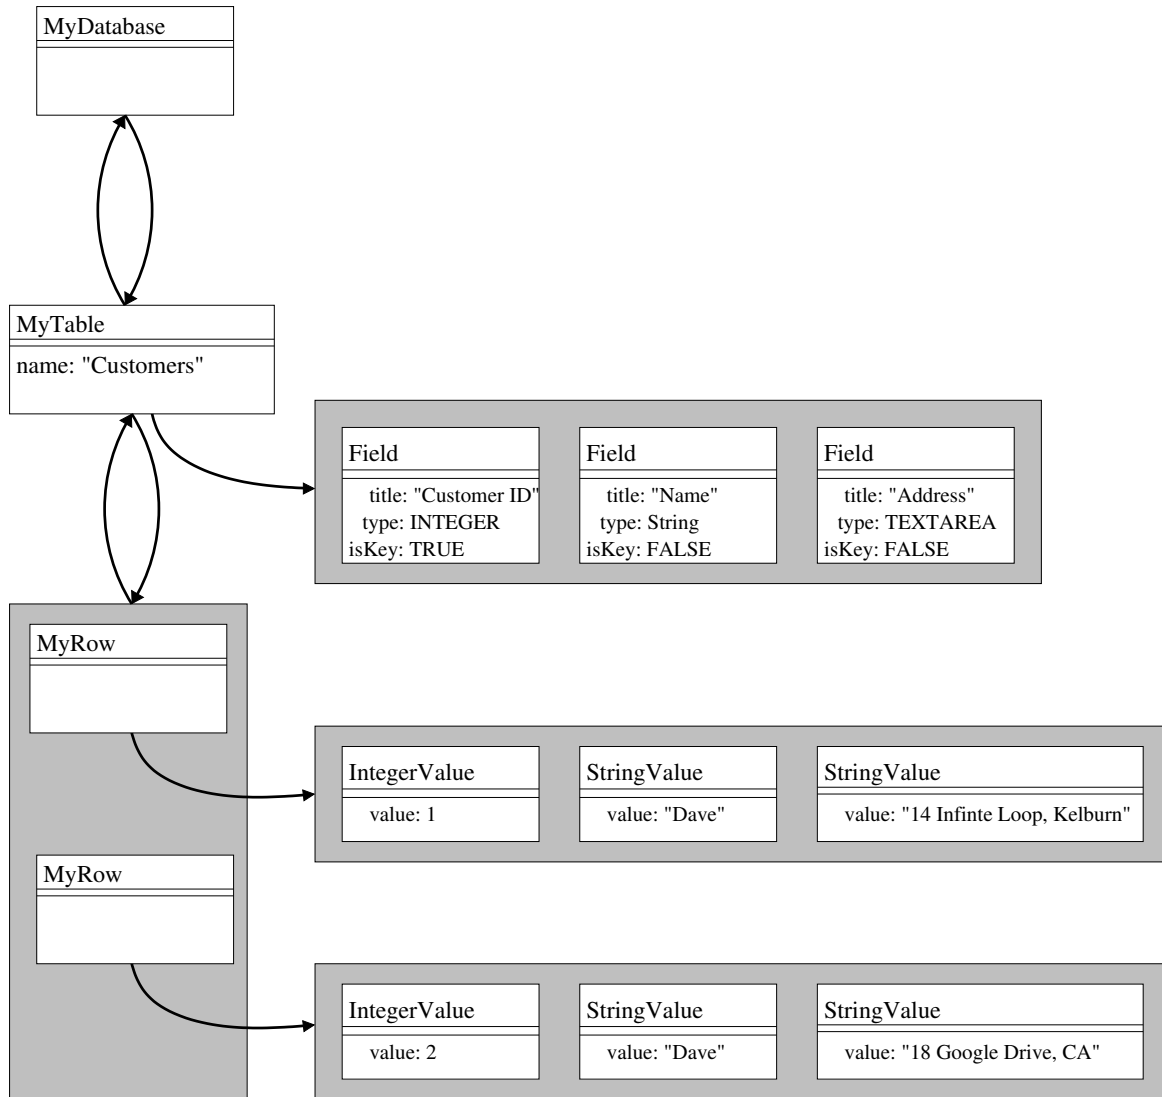 MyDatabase
MyTable
name: "Customers"
Field
title: "Customer ID"
type: INTEGER
isKey: TRUE
Field
title: "Name"
type: String
isKey: FALSE
Field
title: "Address"
type: TEXTAREA
isKey: FALSE
MyRow
IntegerValue
value: 1
StringValue
value: "Dave"
StringValue
value: "14 Infinte Loop, Kelburn"
MyRow
IntegerValue
value: 2
StringValue
value: "Dave"
StringValue
value: "18 Google Drive, CA"